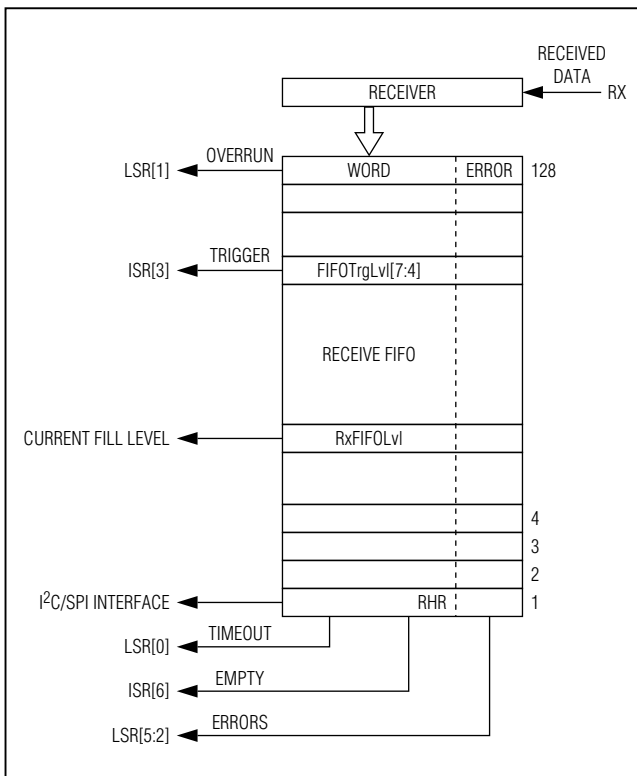 RECEIVED
DATA
RECEIVER
RX
OVERRUN
LSR[1]
WORD
ERROR
128
TRIGGER
ISR[3]
FIFOTrgLvl[7:4]
RECEIVE FIFO
CURRENT FILL LEVEL
RxFIFOLvl
4
3
2
I²C/SPI INTERFACE
RHR
1
TIMEOUT
LSR[0]
EMPTY
ISR[6]
ERRORS
LSR[5:2]